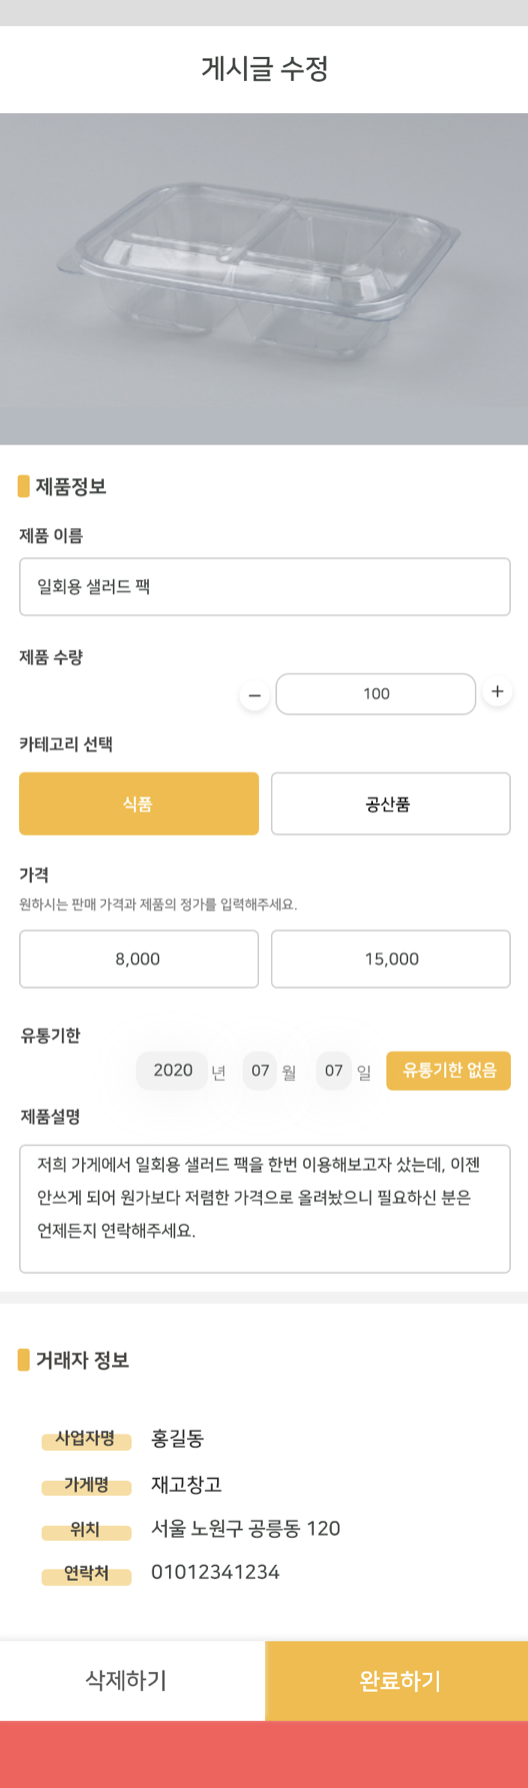 게시글 수정
제품정보
제품 이름
일회용 샐러드 팩
제품 수량
− 100 +
카테고리 선택
식품 공산품
가격
원하시는 판매 가격과 제품의 정가를 입력해주세요.
8,000 15,000
유통기한
2020 년 07 월 07 일 유통기한 없음
제품설명
저희 가게에서 일회용 샐러드 팩을 한번 이용해보고자 샀는데, 이젠
안쓰게 되어 원가보다 저렴한 가격으로 올려놨으니 필요하신 분은
언제든지 연락해주세요.
거래자 정보
사업자명 홍길동
가게명 재고창고
위치 서울 노원구 공릉동 120
연락처 01012341234
삭제하기 완료하기